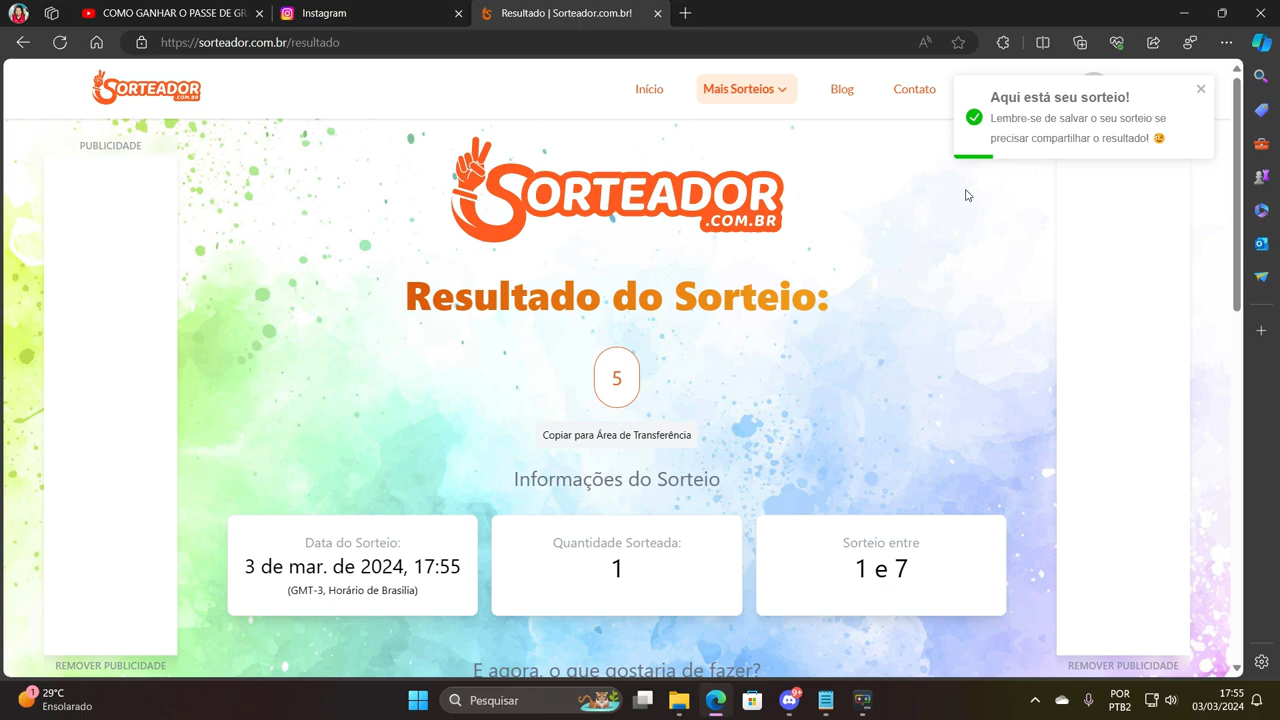 COMO GANHAR O PASSE DE GR
Instagram
Resultado | Sorteador.com.br!
https://sorteador.com.br/resultado
SORTEADOR
.COM.BR
Início
Mais Sorteios
Blog
Contato
Aqui está seu sorteio!
Lembre-se de salvar o seu sorteio se
precisar compartilhar o resultado! 😉
PUBLICIDADE
SORTEADOR
.COM.BR
Resultado do Sorteio:
5
Copiar para Área de Transferência
Informações do Sorteio
Data do Sorteio:
3 de mar. de 2024, 17:55
(GMT-3, Horário de Brasilia)
Quantidade Sorteada:
1
Sorteio entre
1 e 7
REMOVER PUBLICIDADE
E agora, o que gostaria de fazer?
REMOVER PUBLICIDADE
1
29°C
Ensolarado
Pesquisar
9+
POR
PTB2
17:55
03/03/2024